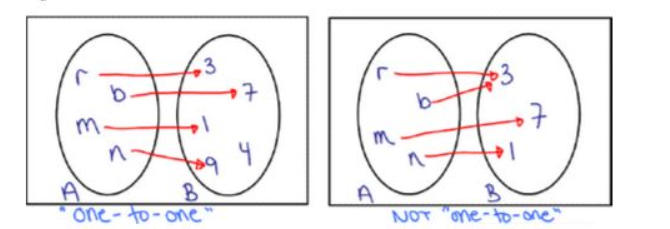 r 3
b 7
m 1
n 9 4
A B
"one-to-one"
r 3
b
m 7
n 1
A B
NOT "one-to-one"